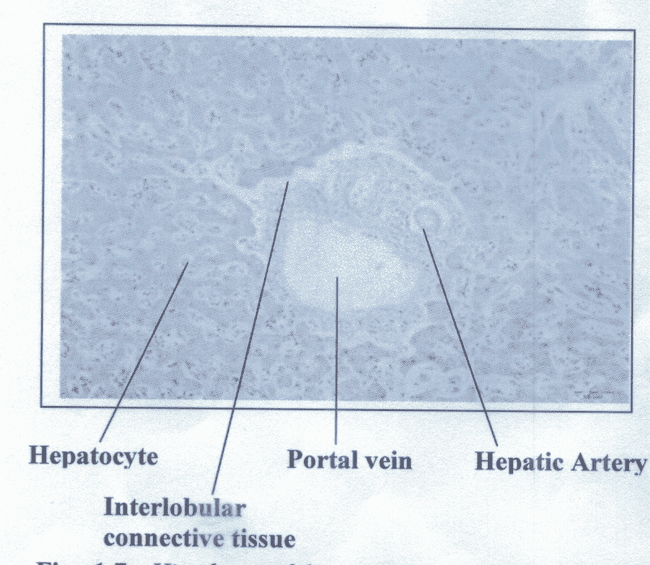 Hepatocyte
Portal vein
Hepatic Artery
Interlobular
connective tissue